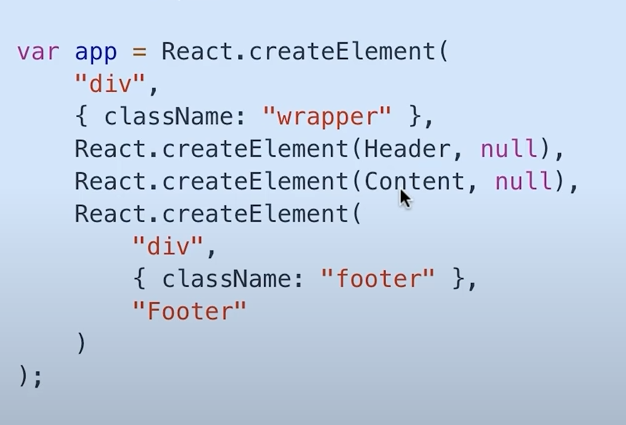 var app = React.createElement(
    "div",
    { className: "wrapper" },
    React.createElement(Header, null),
    React.createElement(Content, null),
    React.createElement(
        "div",
        { className: "footer" },
        "Footer"
    )
);